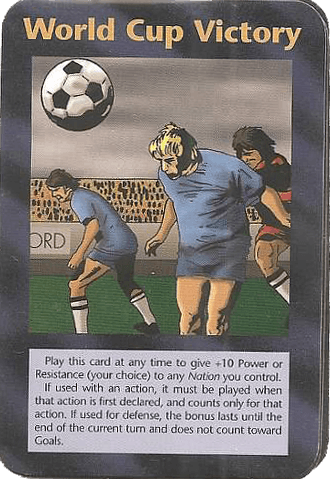 World Cup Victory
ORD
Play this card at any time to give +10 Power or
Resistance (your choice) to any Nation you control.
If used with an action, it must be played when
that action is first declared, and counts only for that
action. If used for defense, the bonus lasts until the
end of the current turn and does not count toward
Goals.